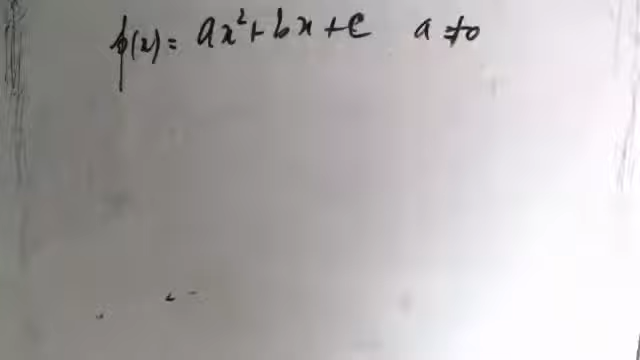 p(x) = ax² + bx + c    a ≠ 0